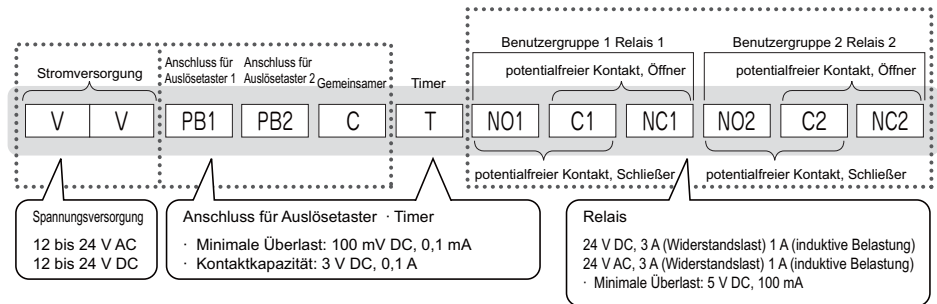 Benutzergruppe 1 Relais 1
Benutzergruppe 2 Relais 2
Stromversorgung
Anschluss für
Auslösetaster 1
Anschluss für
Auslösetaster 2
Gemeinsamer
Timer
potentialfreier Kontakt, Öffner
potentialfreier Kontakt, Öffner
V V PB1 PB2 C T NO1 C1 NC1 NO2 C2 NC2
potentialfreier Kontakt, Schließer
potentialfreier Kontakt, Schließer
Spannungsversorgung
12 bis 24 V AC
12 bis 24 V DC
Anschluss für Auslösetaster · Timer
· Minimale Überlast: 100 mV DC, 0,1 mA
· Kontaktkapazität: 3 V DC, 0,1 A
Relais
24 V DC, 3 A (Widerstandslast) 1 A (induktive Belastung)
24 V AC, 3 A (Widerstandslast) 1 A (induktive Belastung)
· Minimale Überlast: 5 V DC, 100 mA